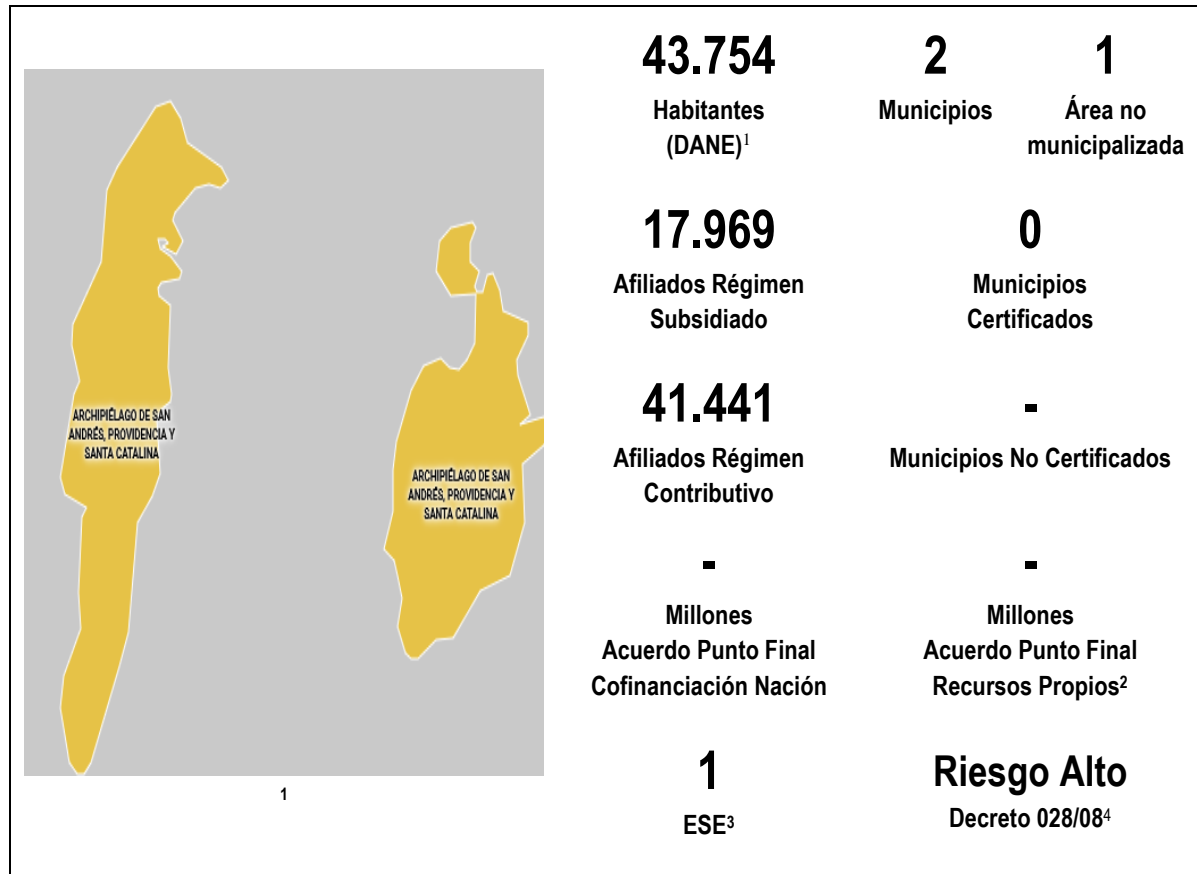 ARCHIPIÉLAGO DE SAN
ANDRÉS, PROVIDENCIA Y
SANTA CATALINA
ARCHIPIÉLAGO DE SAN
ANDRÉS, PROVIDENCIA Y
SANTA CATALINA
1
43.754
Habitantes
(DANE)¹
2
Municipios
1
Área no
municipalizada
17.969
Afiliados Régimen
Subsidiado
0
Municipios
Certificados
41.441
Afiliados Régimen
Contributivo
-
Municipios No Certificados
-
Millones
Acuerdo Punto Final
Cofinanciación Nación
-
Millones
Acuerdo Punto Final
Recursos Propios²
1
ESE³
Riesgo Alto
Decreto 028/08⁴